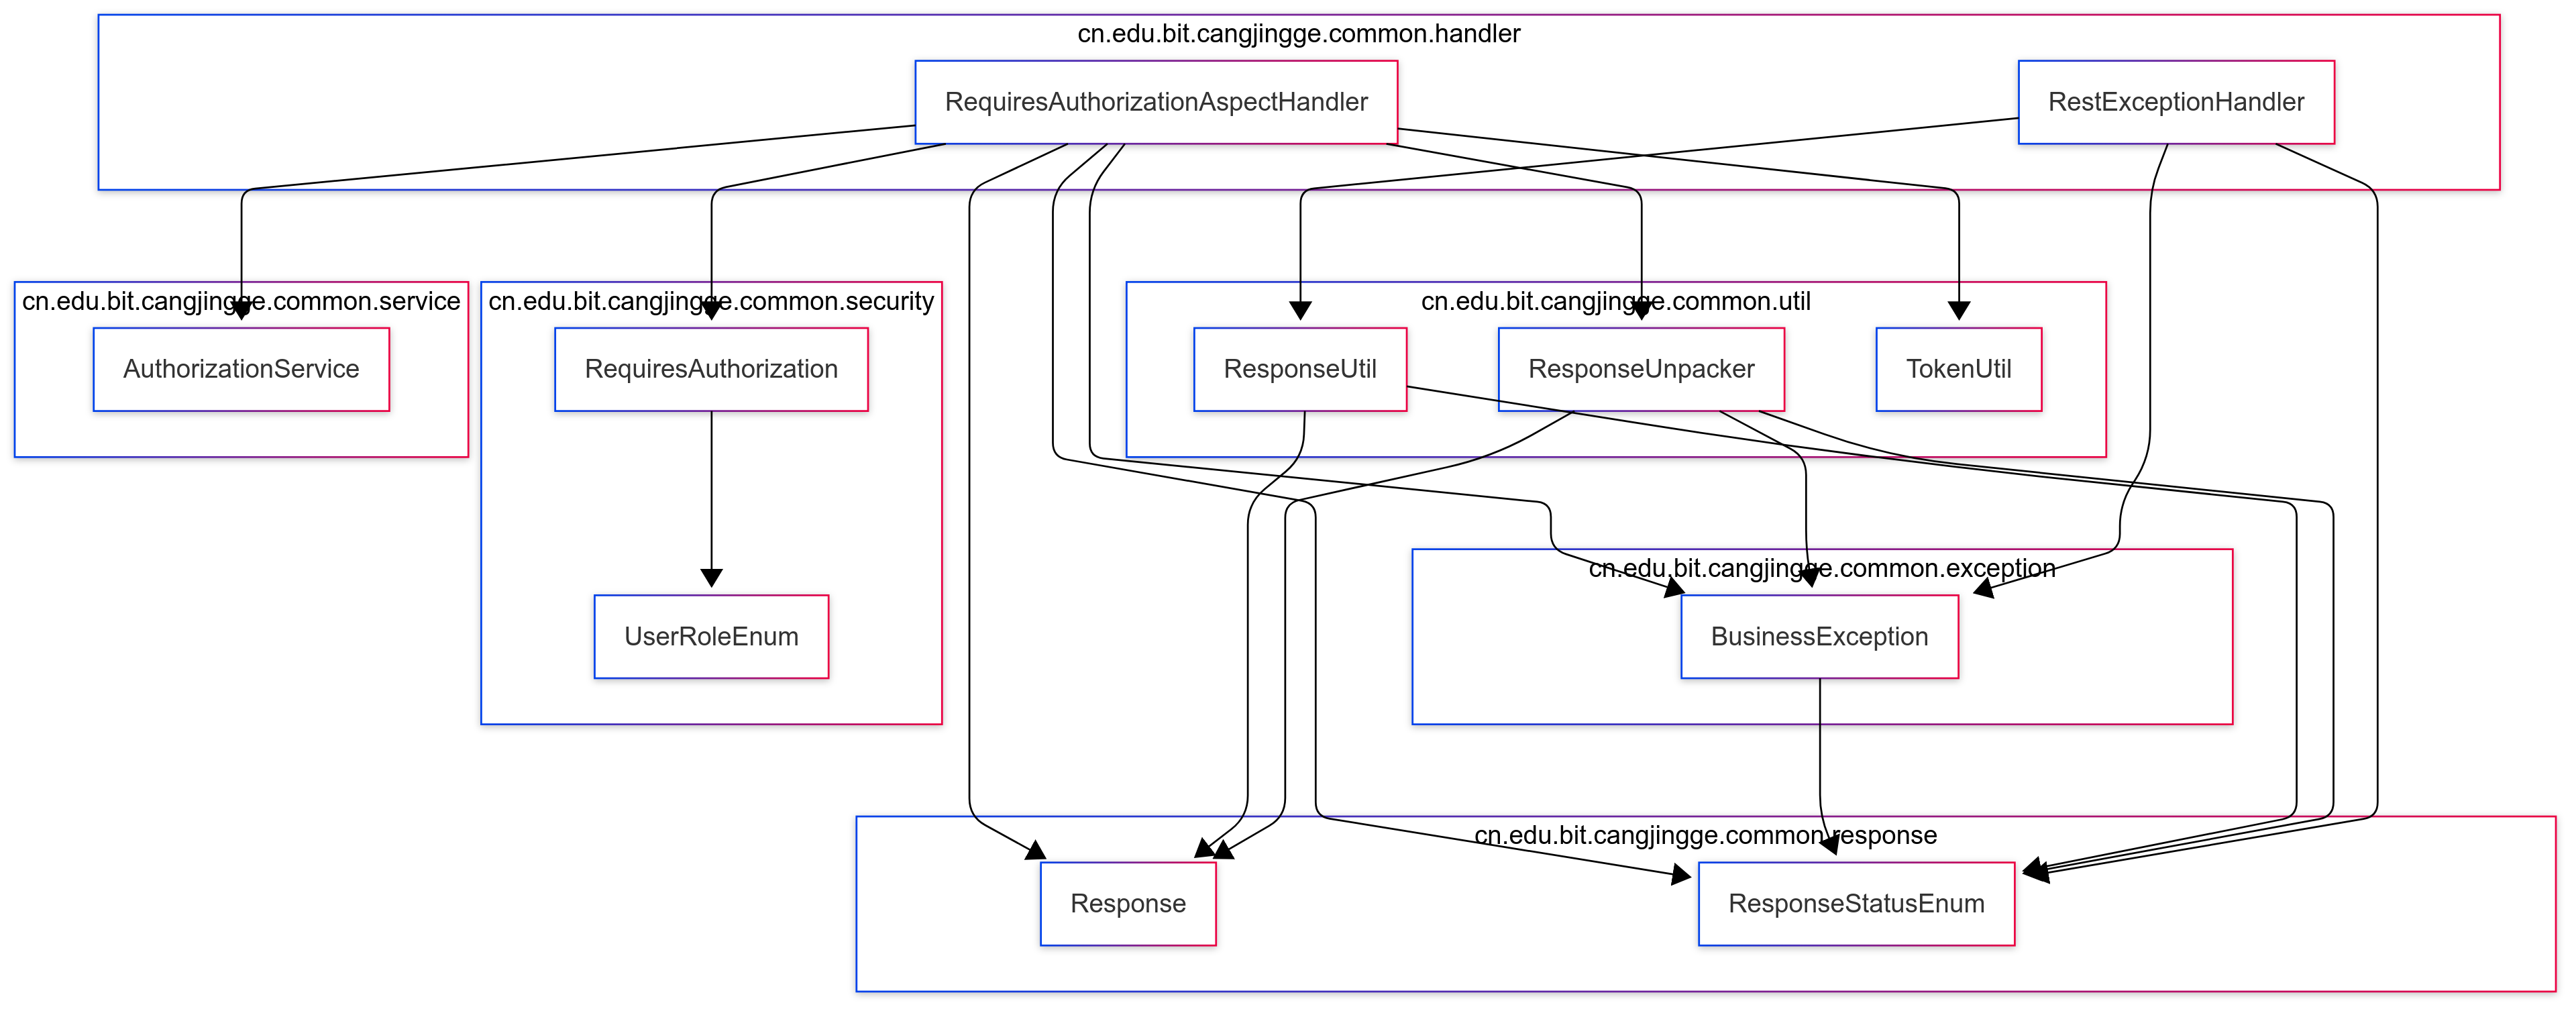 cn.edu.bit.cangjingge.common.handler
RequiresAuthorizationAspectHandler
RestExceptionHandler
cn.edu.bit.cangjingge.common.service
cn.edu.bit.cangjingge.common.security
cn.edu.bit.cangjingge.common.util
AuthorizationService
RequiresAuthorization
ResponseUtil
ResponseUnpacker
TokenUtil
cn.edu.bit.cangjingge.common.exception
UserRoleEnum
BusinessException
cn.edu.bit.cangjingge.common.response
Response
ResponseStatusEnum